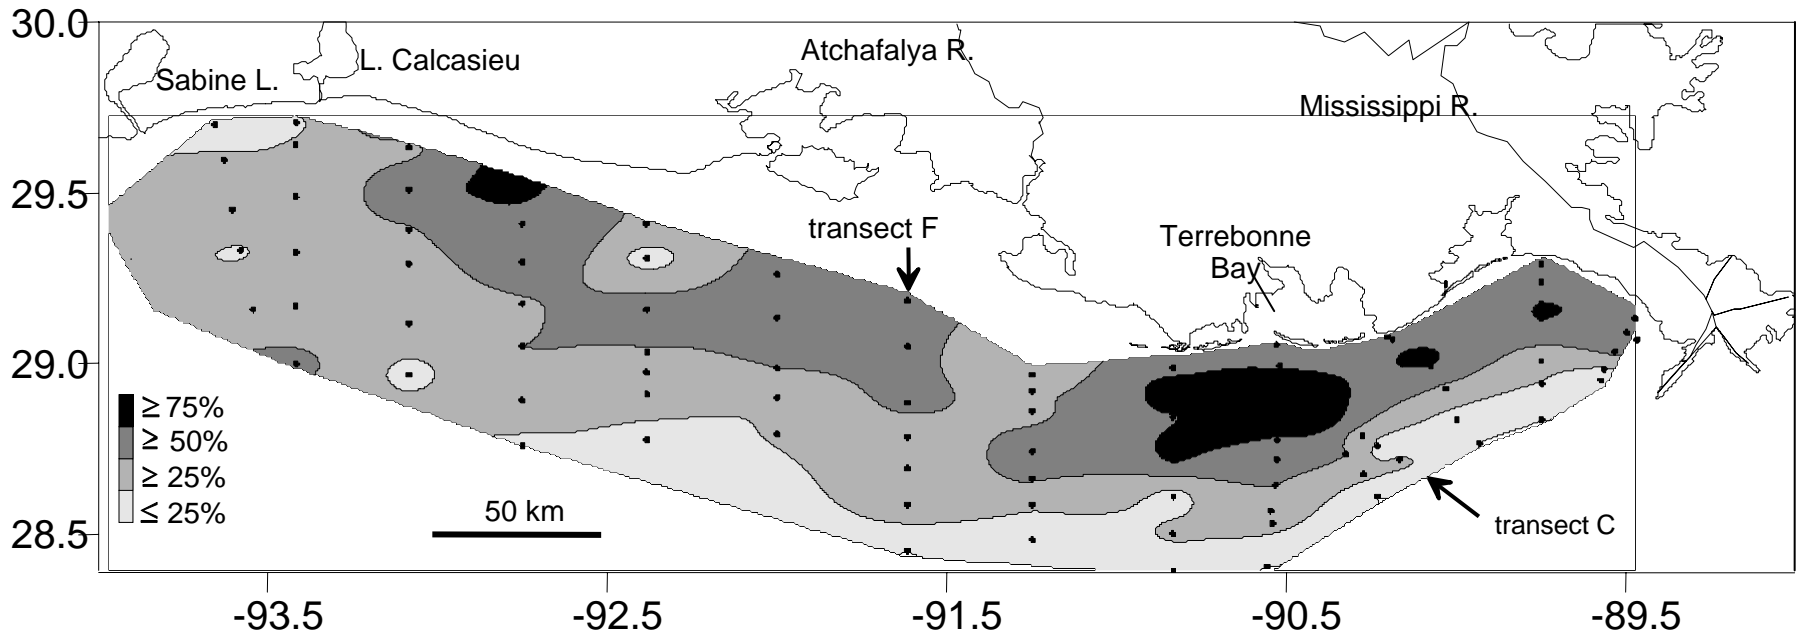 30.0
29.5
29.0
28.5
Sabine L.
L. Calcasieu
Atchafalya R.
Mississippi R.
transect F
Terrebonne
Bay
≥ 75%
≥ 50%
≥ 25%
≤ 25%
50 km
transect C
-93.5
-92.5
-91.5
-90.5
-89.5